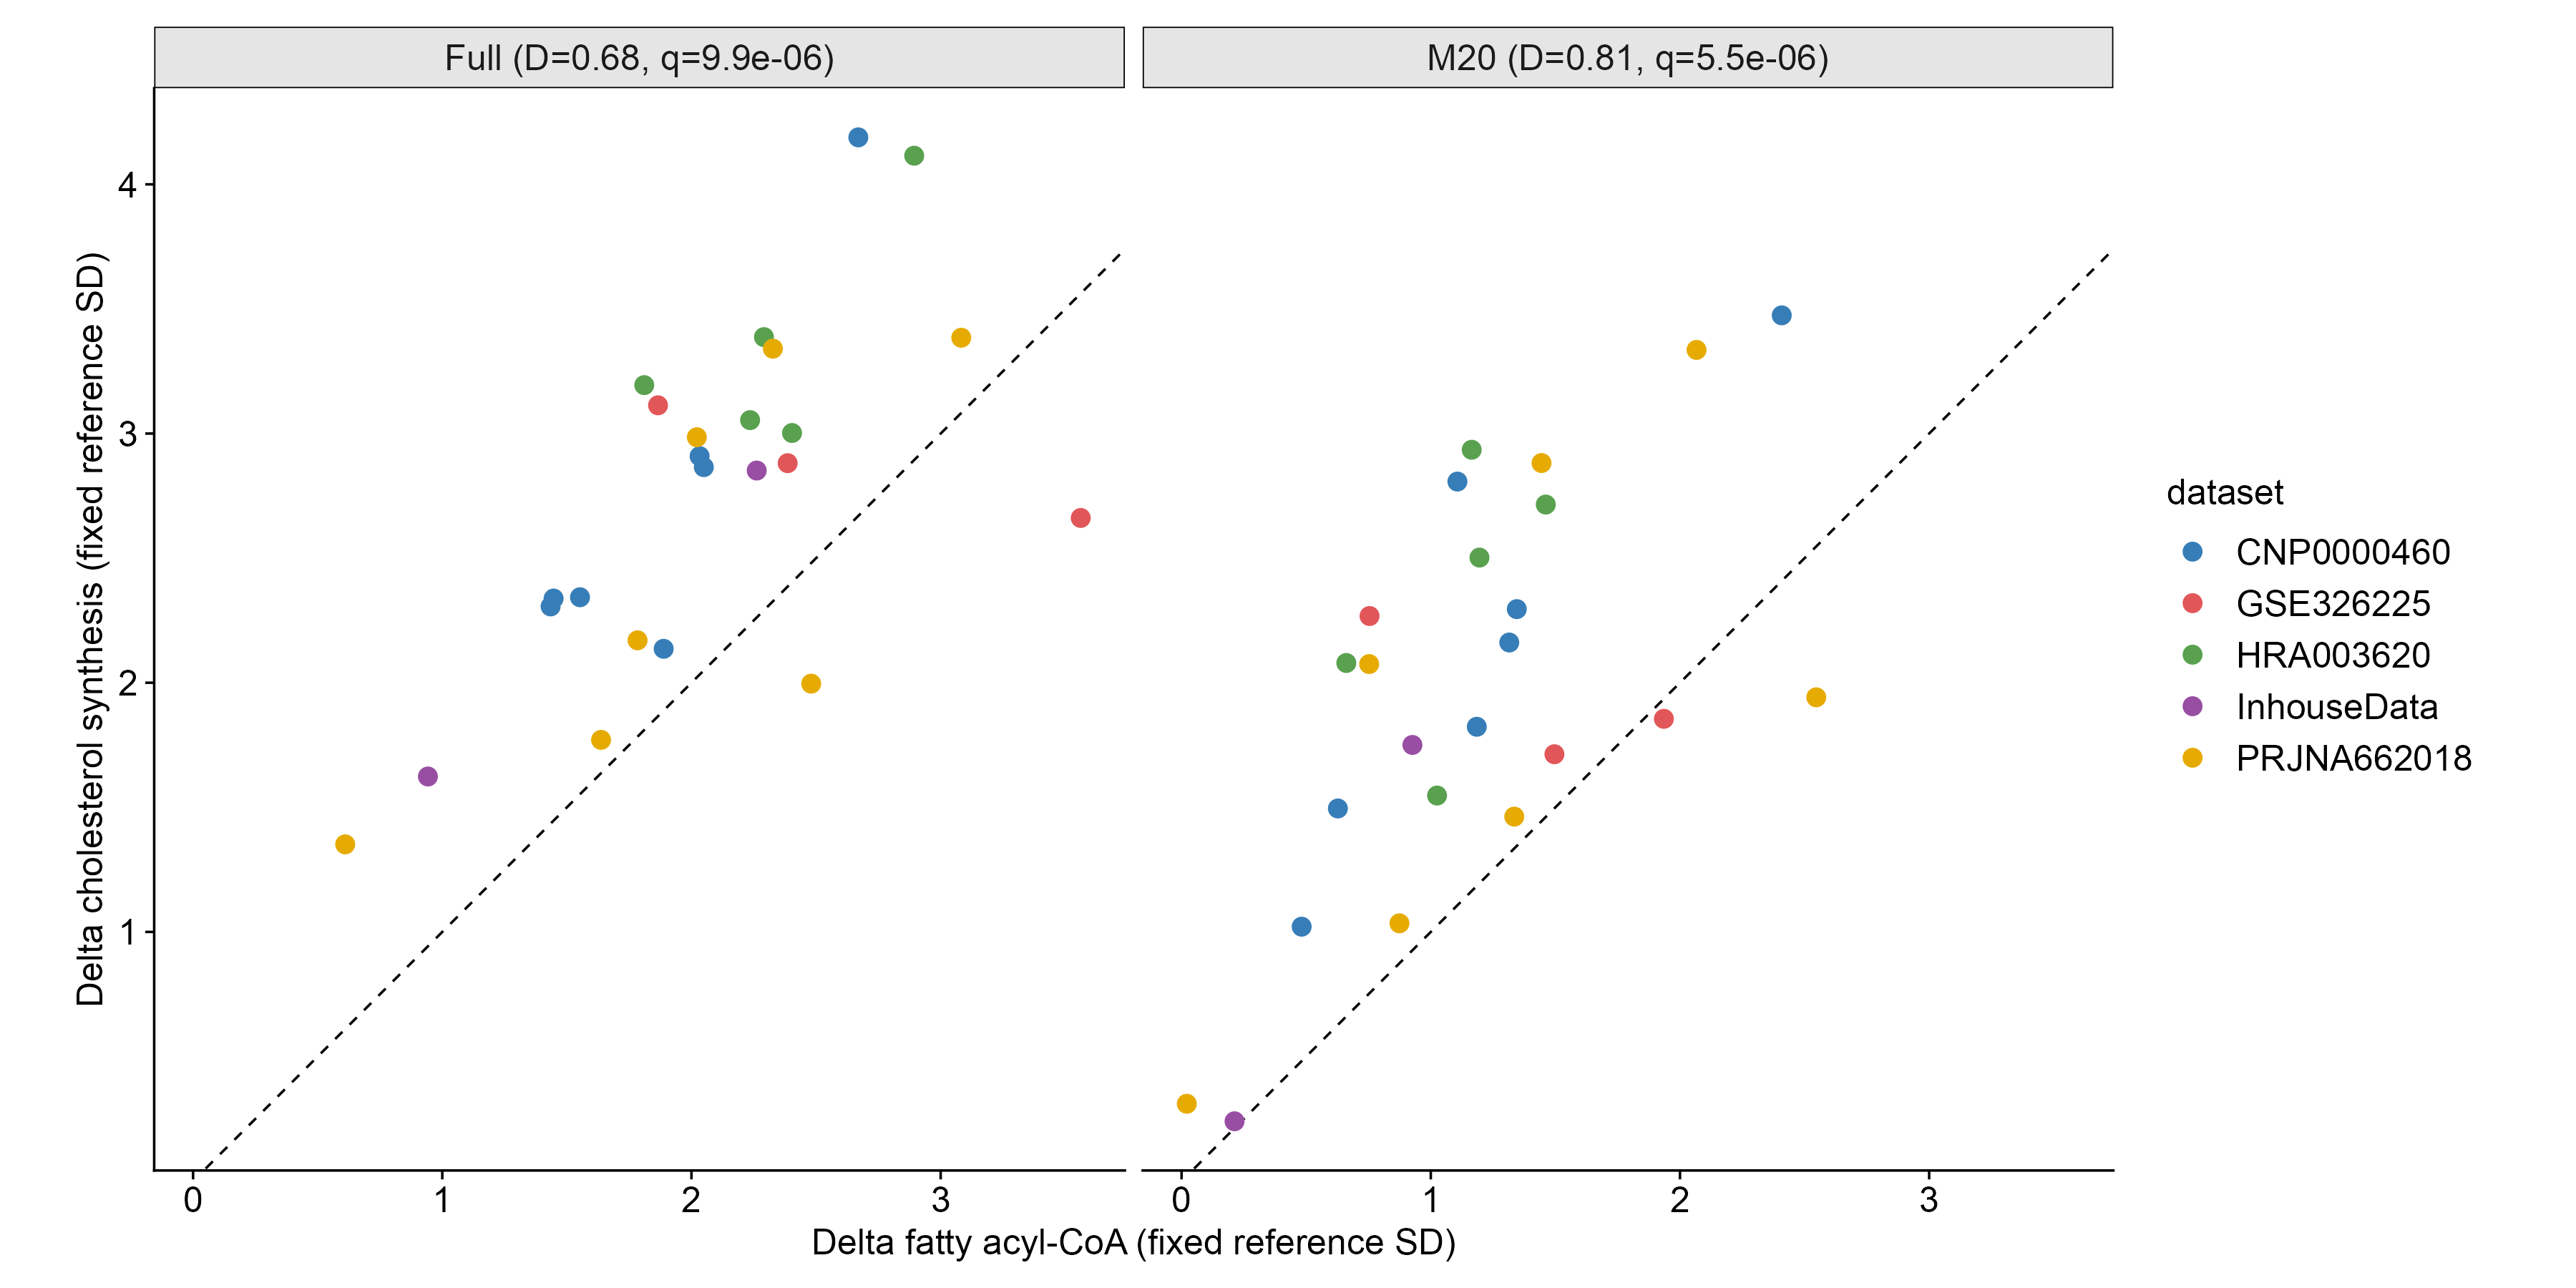 Full (D=0.68, q=9.9e-06)
M20 (D=0.81, q=5.5e-06)
Delta cholesterol synthesis (fixed reference SD)
4
3
2
1
0 1 2 3
0 1 2 3
Delta fatty acyl-CoA (fixed reference SD)
dataset
CNP0000460
GSE326225
HRA003620
InhouseData
PRJNA662018